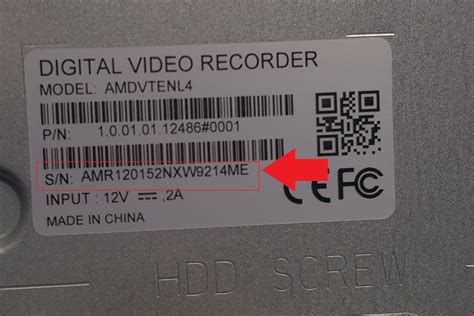 DIGITAL VIDEO RECORDER
MODEL: AMDVTENL4
P/N: 1.0.01.01.12486#0001
S/N: AMR120152NXW9214ME
INPUT : 12V ⎓ ,2A
CE FC
MADE IN CHINA
HDD SCREW